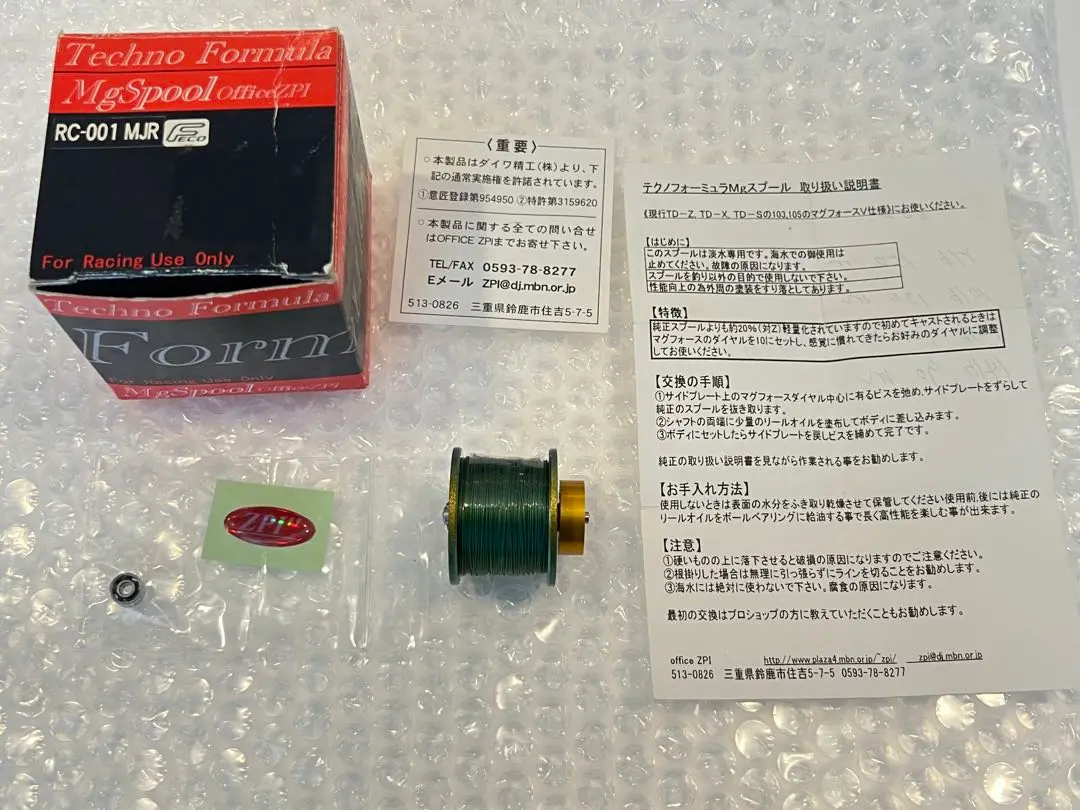 Techno Formula
MgSpool OfficeZPI
RC-001 MJR
For Racing Use Only
Techno Formula
Form
For Racing Use Only
MgSpool OfficeZPI
〈重要〉
○本製品はダイワ精工(株)より、下
記の通常実施権を許諾されています。
①意匠登録第954950 ②特許第3159620
○本製品に関する全ての問い合せ
はOFFICE ZPIまでお寄せ下さい。
TEL/FAX 0593-78-8277
Eメール ZPI@dj.mbn.or.jp
513-0826 三重県鈴鹿市住吉5-7-5
テクノフォーミュラMgスプール 取り扱い説明書
《現行TD-Z, TD-X, TD-Sの103,105のマグフォースV仕様》にお使いください。
【はじめに】
このスプールは淡水専用です。海水での御使用は
止めてください。故障の原因になります。
スプールを釣り以外の目的で使用しないで下さい。
性能向上の為外周の塗装をすり落としてあります。
【特徴】
純正スプールよりも約20%(対Z)軽量化されていますので初めてキャストされるときは
マグフォースのダイヤルを10にセットし、感覚に慣れてきたらお好みのダイヤルに調整
してお使いください。
【交換の手順】
①サイドプレート上のマグフォースダイヤル中心に有るビスを弛め、サイドプレートをずらして
純正のスプールを抜き取ります。
②シャフトの両端に少量のリールオイルを塗布してボディに差し込みます。
③ボディにセットしたらサイドプレートを戻しビスを締めて完了です。
純正の取り扱い説明書を見ながら作業される事をお勧めします。
【お手入れ方法】
使用しないときは表面の水分をふき取り乾燥させて保管してください使用前,後には純正の
リールオイルをボールベアリングに給油する事で長く高性能を楽しむ事が出来ます。
【注意】
①硬いものの上に落下させると破損の原因になりますのでご注意ください。
②根掛りした場合は無理に引っ張らずにラインを切ることをお勧めします。
③海水には絶対に使わないで下さい。腐食の原因になります。
最初の交換はプロショップの方に教えていただくこともお勧めします。
office ZPI http://www.plaza4.mbn.or.jp/~zpi/ zpi@dj.mbn.or.jp
513-0826 三重県鈴鹿市住吉5-7-5 0593-78-8277
ZPI